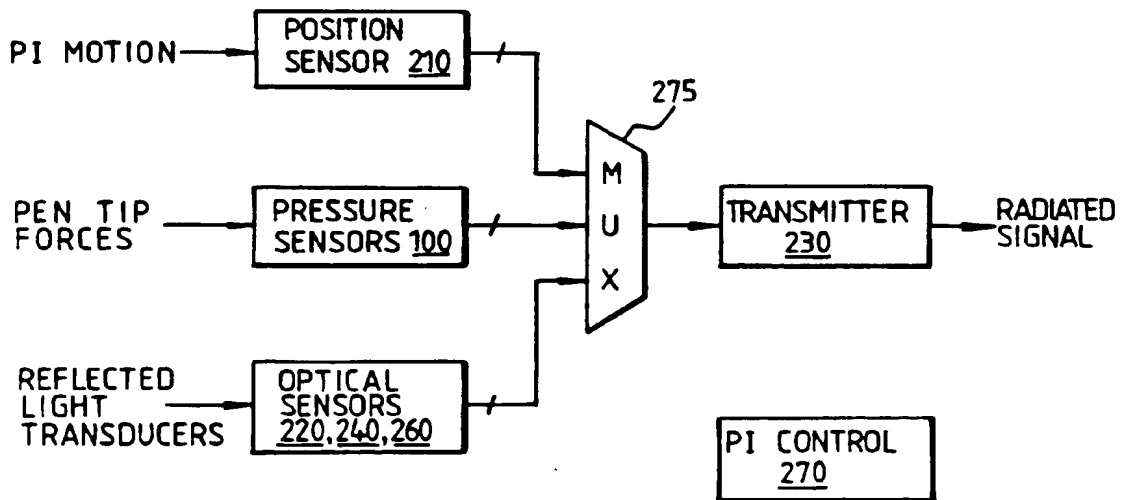 PI MOTION
POSITION
SENSOR 210
275
PEN TIP
FORCES
PRESSURE
SENSORS 100
M
U
X
TRANSMITTER
230
RADIATED
SIGNAL
REFLECTED
LIGHT
TRANSDUCERS
OPTICAL
SENSORS
220,240,260
PI CONTROL
270